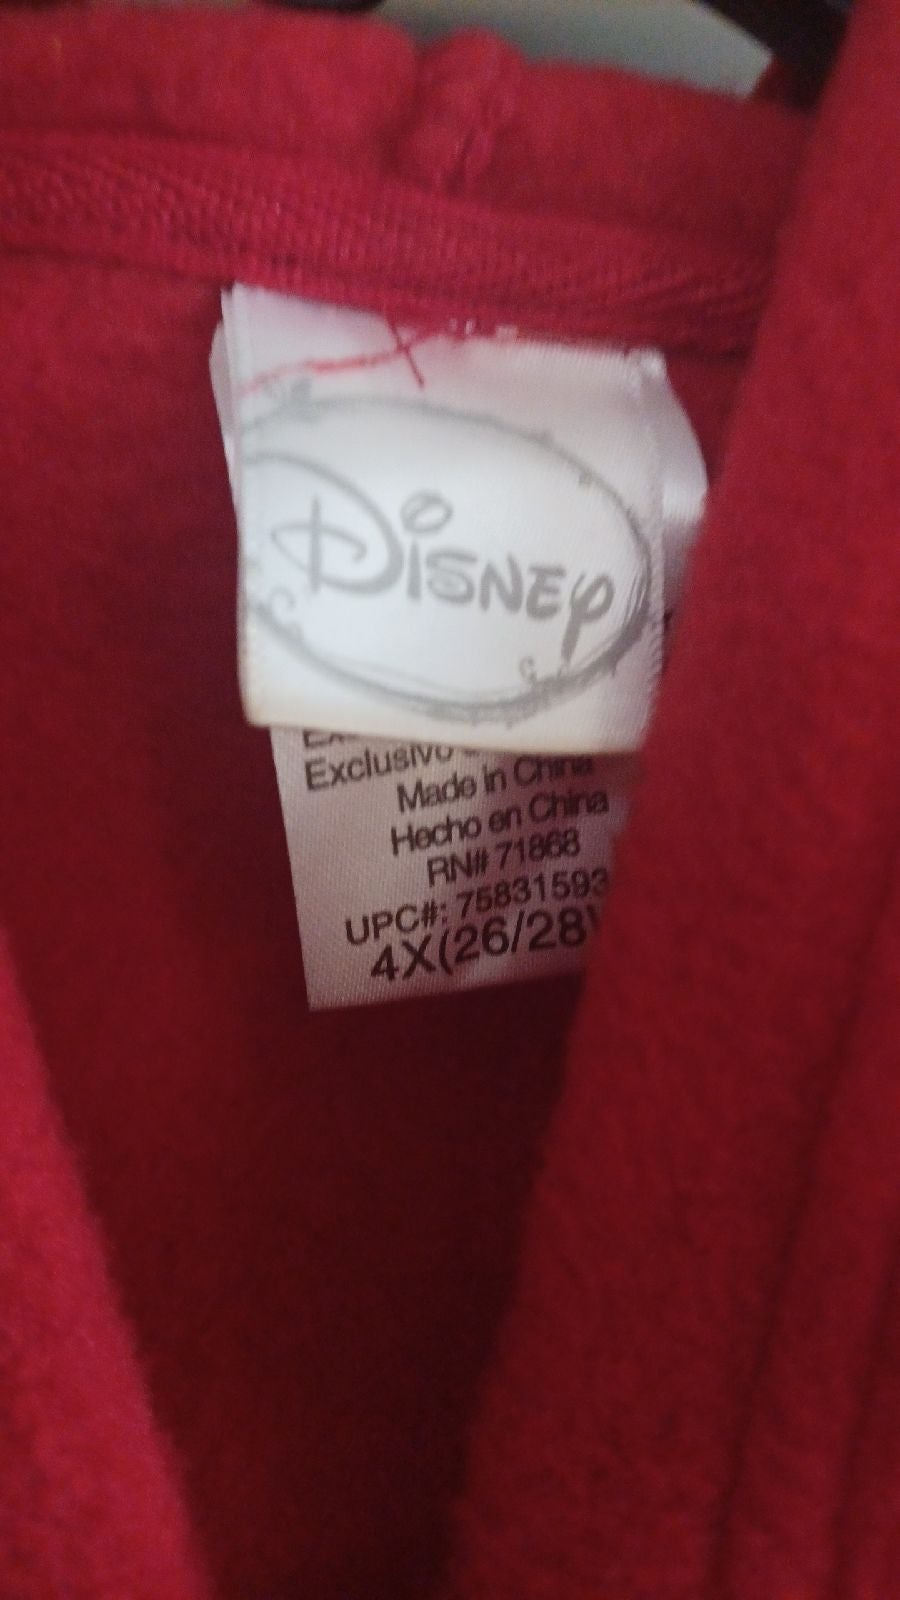 Disney
Exclusivo
Made in China
Hecho en China
RN# 71868
UPC#: 75831593
4X(26/28)